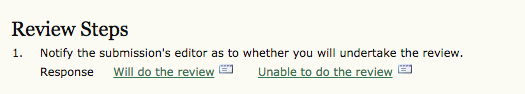 Review Steps
1. Notify the submission's editor as to whether you will undertake the review.
Response Will do the review Unable to do the review